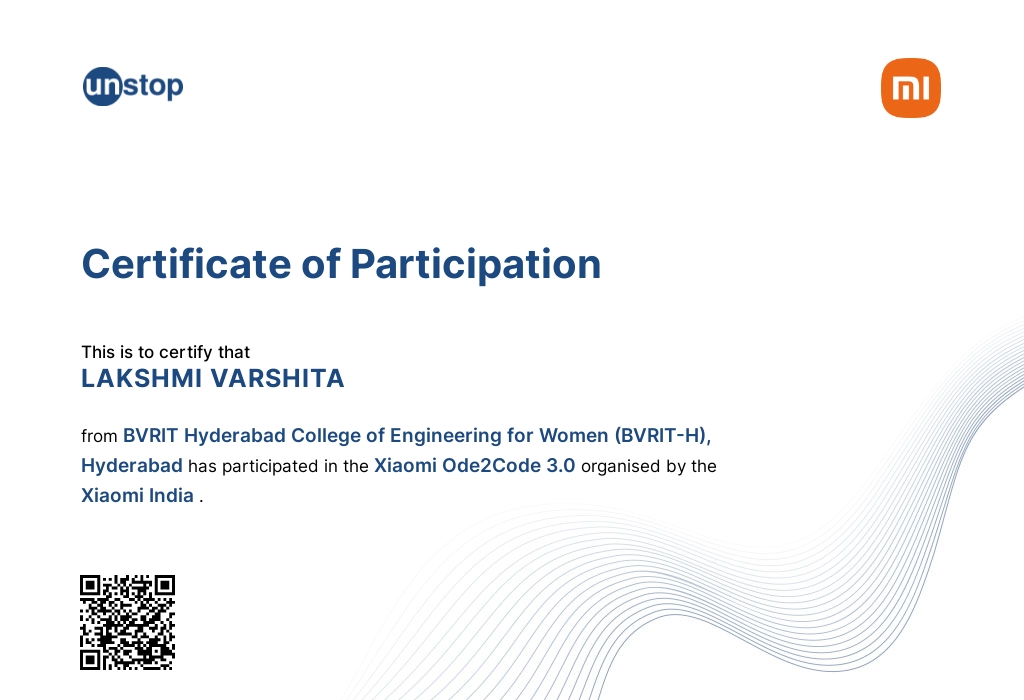 unstop
mi
Certificate of Participation
This is to certify that
LAKSHMI VARSHITA
from BVRIT Hyderabad College of Engineering for Women (BVRIT-H),
Hyderabad has participated in the Xiaomi Ode2Code 3.0 organised by the
Xiaomi India .